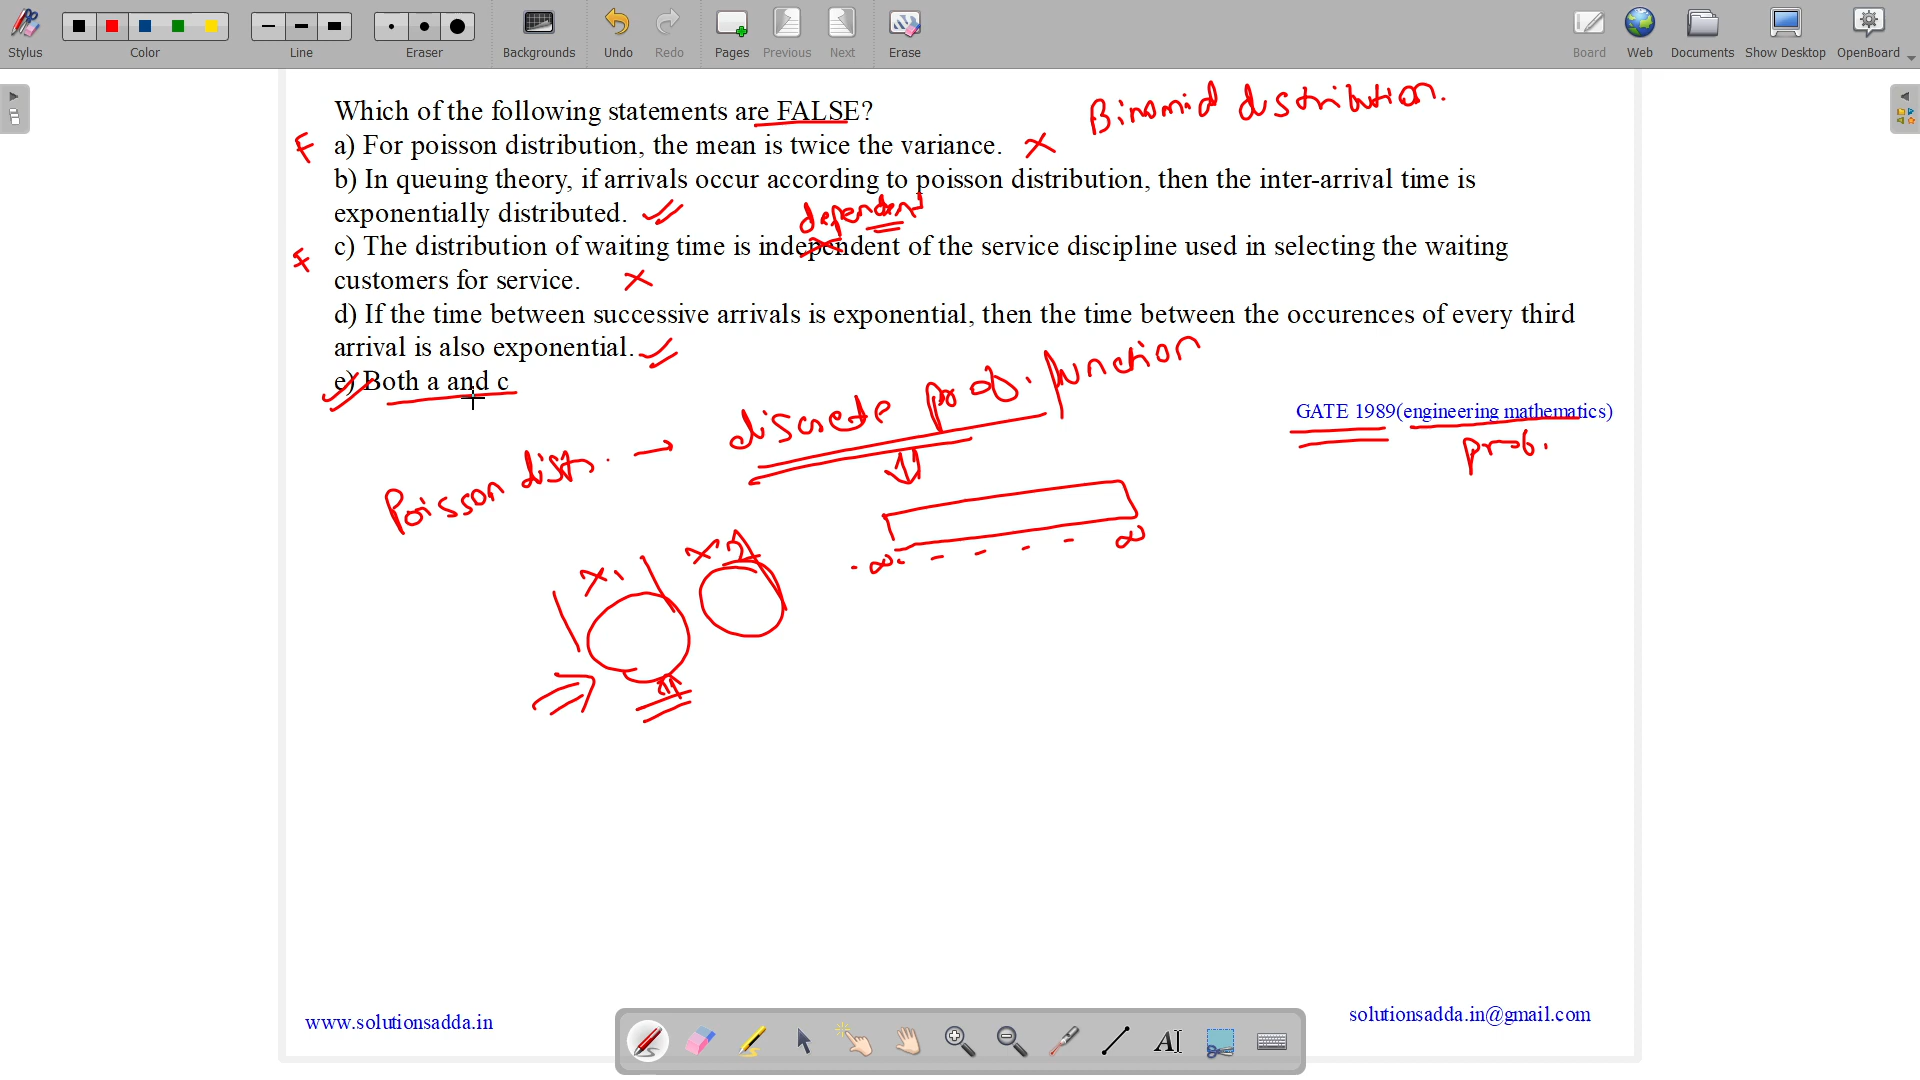 Stylus Color Line Eraser Backgrounds Undo Redo Pages Previous Next Erase Board Web Documents Show Desktop OpenBoard
Which of the following statements are FALSE?
Binomial distribution.
F a) For poisson distribution, the mean is twice the variance. ×
b) In queuing theory, if arrivals occur according to poisson distribution, then the inter-arrival time is
exponentially distributed.
dependent
F c) The distribution of waiting time is independent of the service discipline used in selecting the waiting
customers for service. ×
d) If the time between successive arrivals is exponential, then the time between the occurences of every third
arrival is also exponential.
e) Both a and c
discrete prob. function
GATE 1989(engineering mathematics)
prob.
Poisson dist. →
X1 X2
-∞ - - - - ∞
www.solutionsadda.in
solutionsadda.in@gmail.com